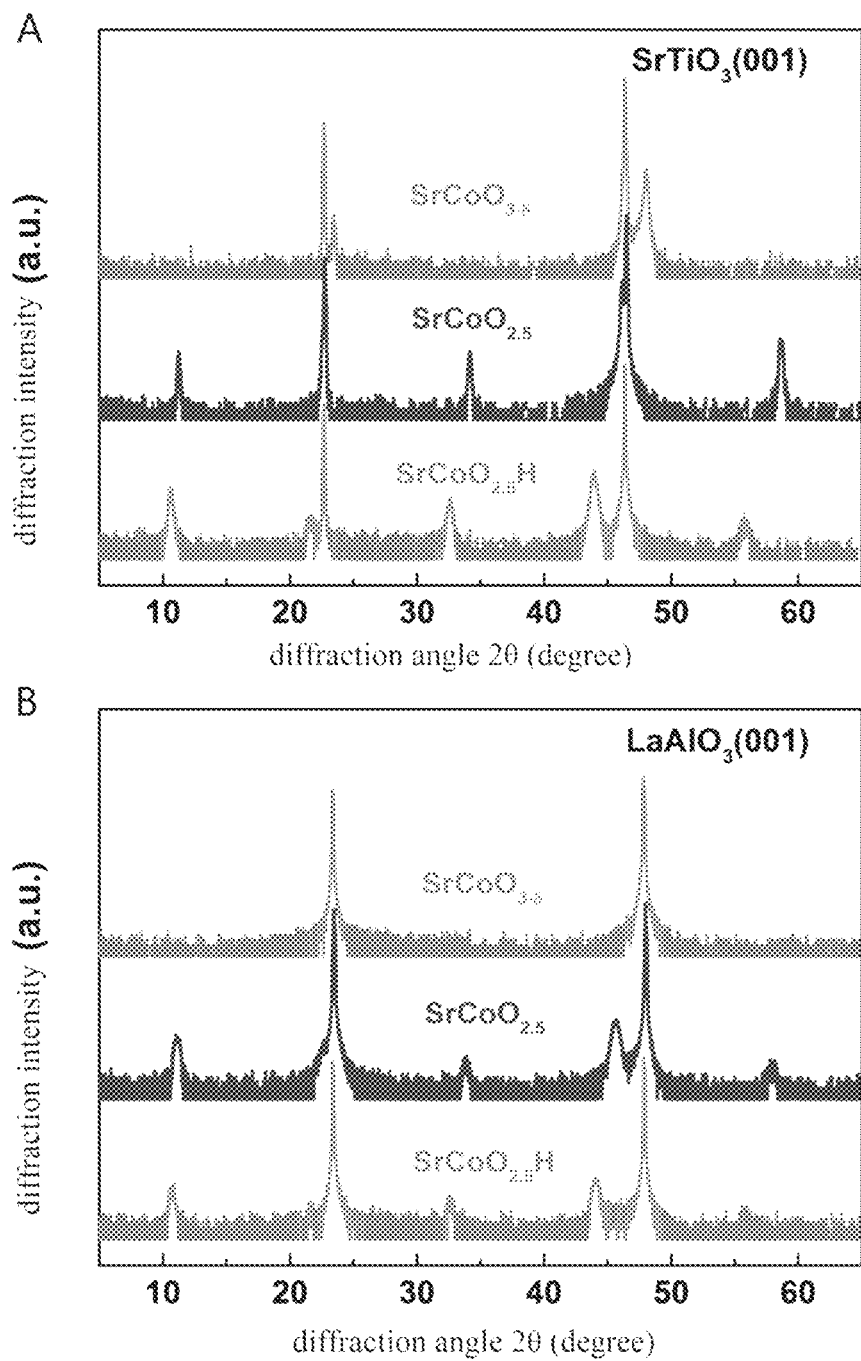 A
SrTiO₃(001)
SrCoO₃₋δ
SrCoO₂.₅
SrCoO₂.₅H
diffraction intensity (a.u.)
10 20 30 40 50 60
diffraction angle 2θ (degree)
B
LaAlO₃(001)
SrCoO₃₋δ
SrCoO₂.₅
SrCoO₂.₅H
diffraction intensity (a.u.)
10 20 30 40 50 60
diffraction angle 2θ (degree)